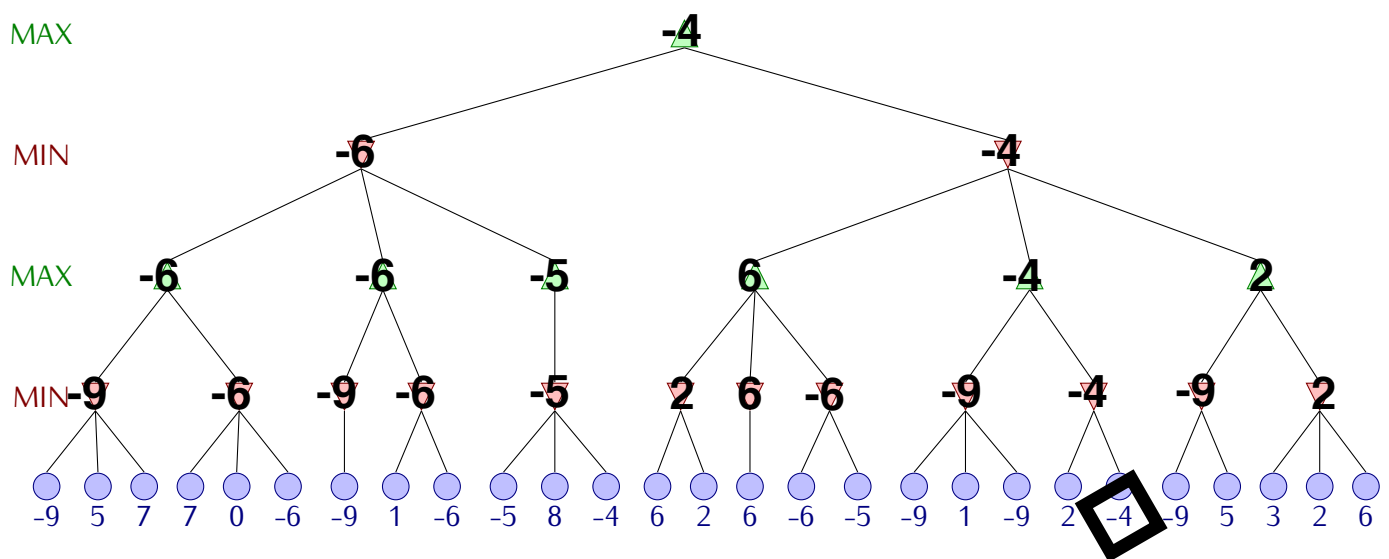 MAX -4
MIN -6 -4
MAX -6 -6 -5 6 -4 2
MIN -9 -6 -9 -6 -5 2 6 -6 -9 -4 -9 2
−9 5 7 7 0 −6 −9 1 −6 −5 8 −4 6 2 6 −6 −5 −9 1 −9 2 −4 −9 5 3 2 6